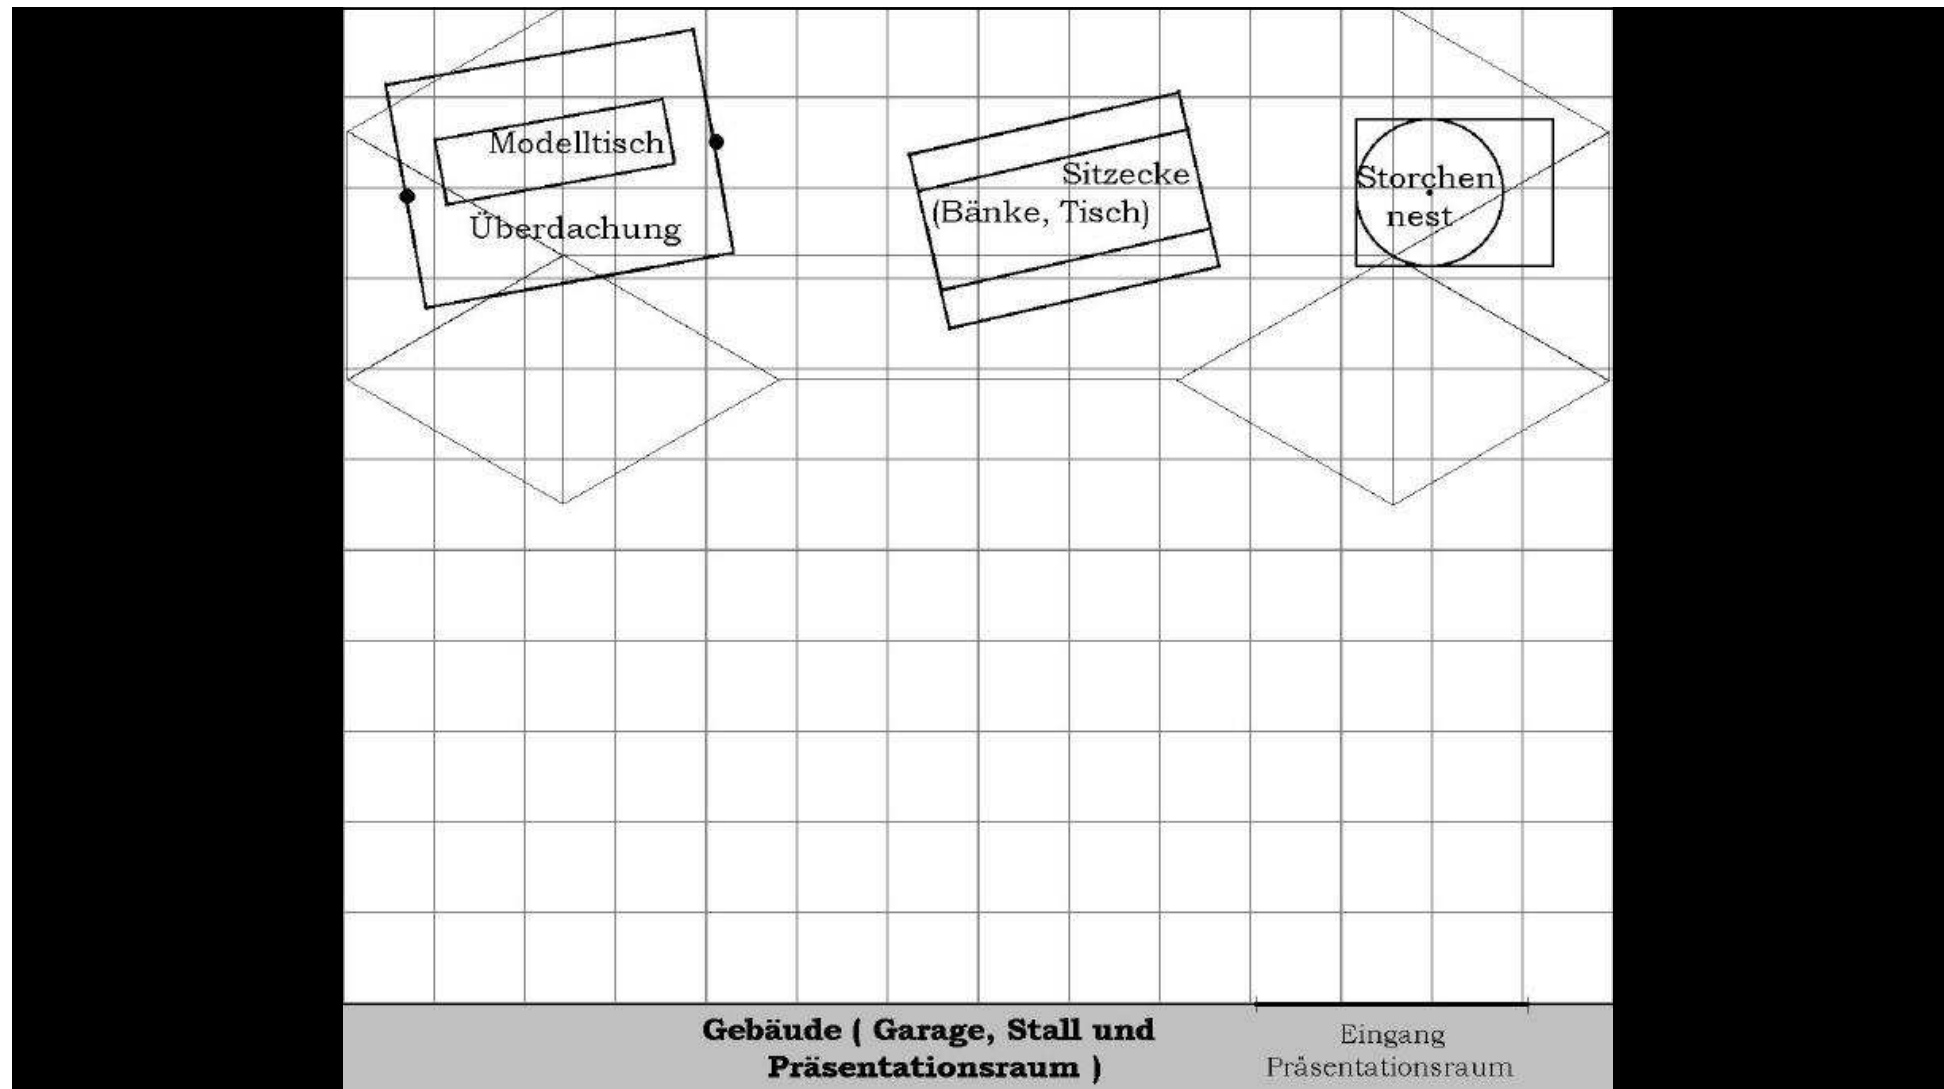 Modelltisch
Überdachung
Sitzecke
(Bänke, Tisch)
Storchen
nest
Gebäude ( Garage, Stall und
Präsentationsraum )
Eingang
Präsentationsraum